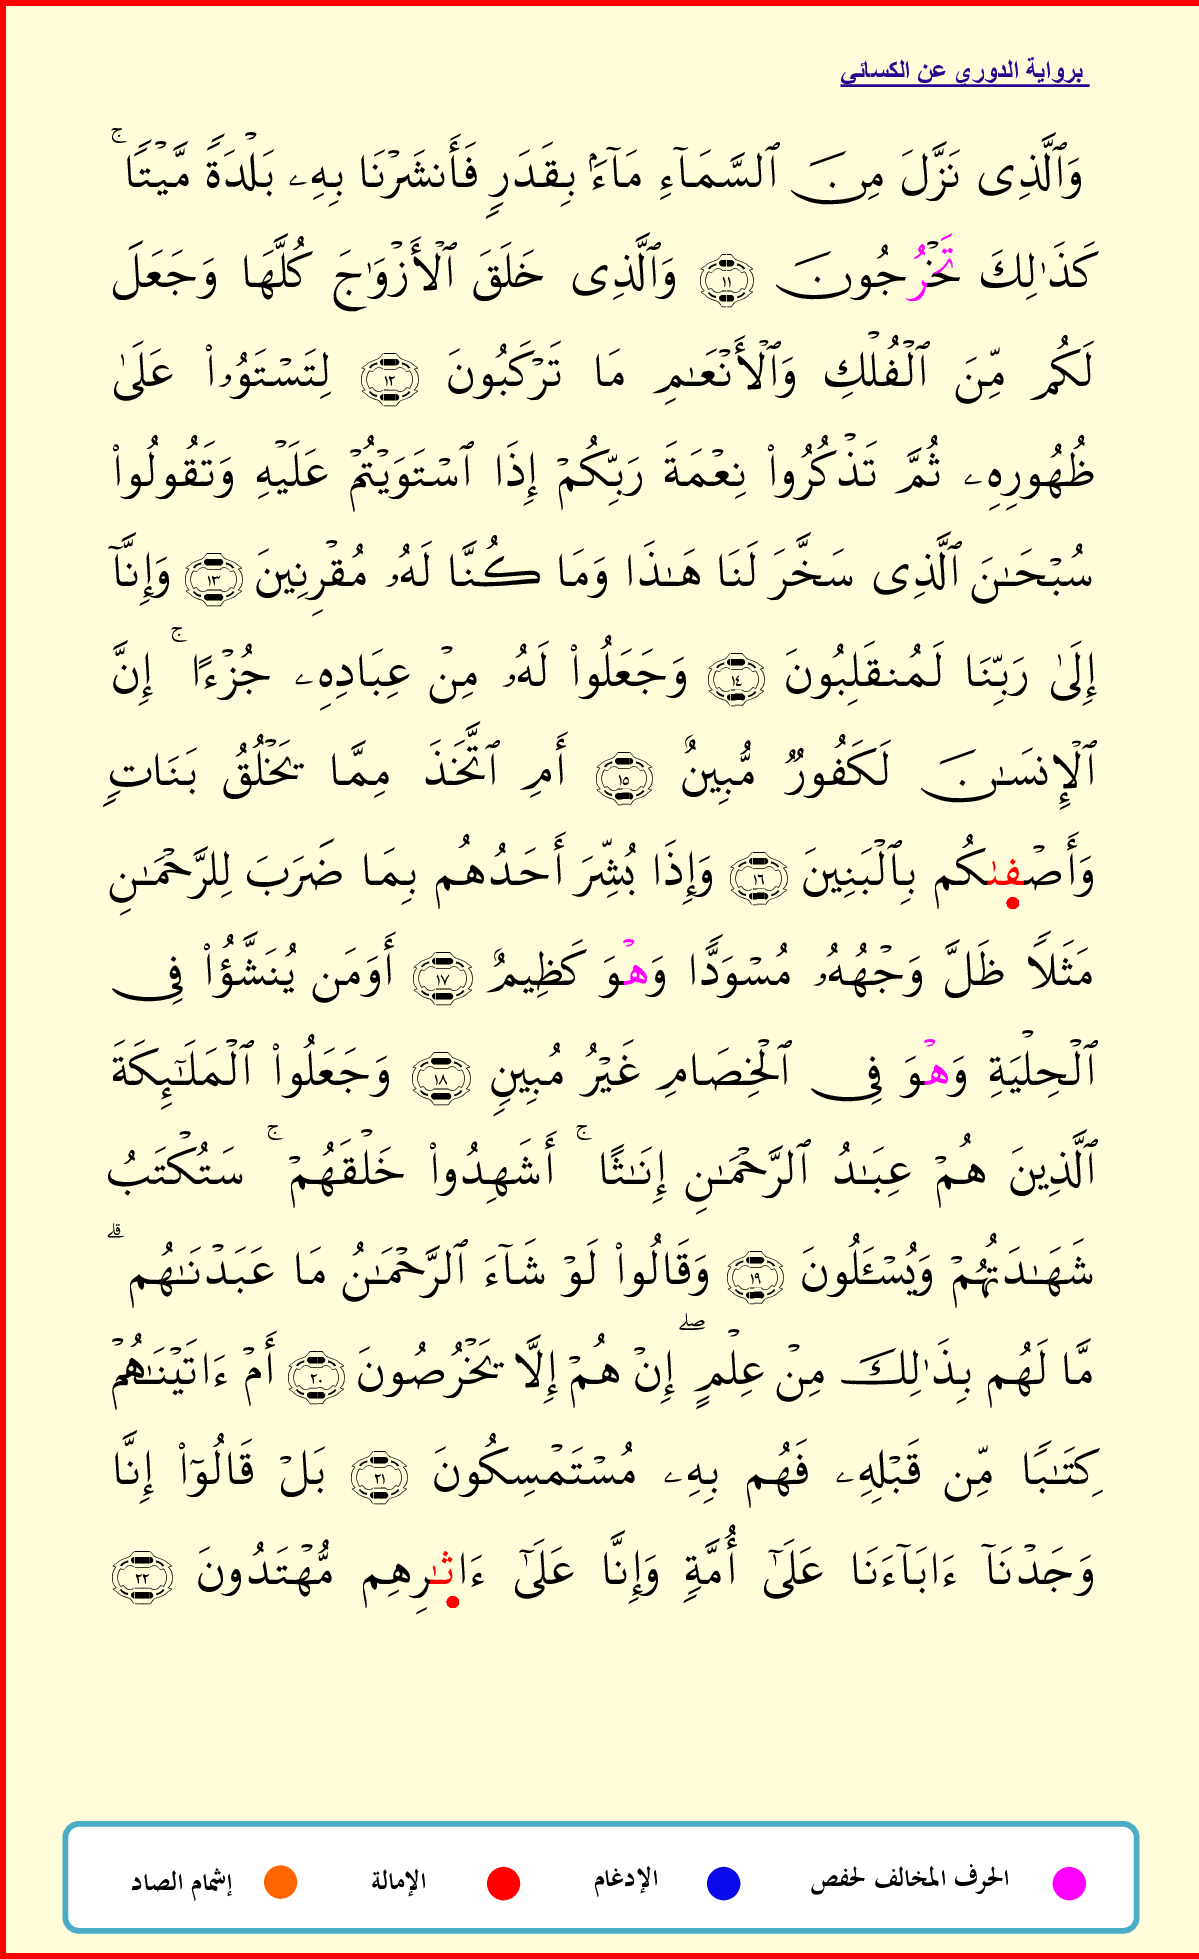 برواية الدوري عن الكسائي
وَٱلَّذِى نَزَّلَ مِنَ ٱلسَّمَآءِ مَآءَۢ بِقَدَرٍ فَأَنشَرْنَا بِهِۦ بَلْدَةً مَّيْتًا ۚ
كَذَٰلِكَ تَخْرُجُونَ ١١ وَٱلَّذِى خَلَقَ ٱلْأَزْوَٰجَ كُلَّهَا وَجَعَلَ
لَكُم مِّنَ ٱلْفُلْكِ وَٱلْأَنْعَـٰمِ مَا تَرْكَبُونَ ١٢ لِتَسْتَوُۥا۟ عَلَىٰ
ظُهُورِهِۦ ثُمَّ تَذْكُرُوا۟ نِعْمَةَ رَبِّكُمْ إِذَا ٱسْتَوَيْتُمْ عَلَيْهِ وَتَقُولُوا۟
سُبْحَـٰنَ ٱلَّذِى سَخَّرَ لَنَا هَـٰذَا وَمَا كُنَّا لَهُۥ مُقْرِنِينَ ١٣ وَإِنَّآ
إِلَىٰ رَبِّنَا لَمُنقَلِبُونَ ١٤ وَجَعَلُوا۟ لَهُۥ مِنْ عِبَادِهِۦ جُزْءًا ۚ إِنَّ
ٱلْإِنسَـٰنَ لَكَفُورٌ مُّبِينٌ ١٥ أَمِ ٱتَّخَذَ مِمَّا يَخْلُقُ بَنَاتٍ
وَأَصْفَىٰكُم بِٱلْبَنِينَ ١٦ وَإِذَا بُشِّرَ أَحَدُهُم بِمَا ضَرَبَ لِلرَّحْمَـٰنِ
مَثَلًا ظَلَّ وَجْهُهُۥ مُسْوَدًّا وَهْوَ كَظِيمٌ ١٧ أَوَمَن يُنَشَّؤُا۟ فِى
ٱلْحِلْيَةِ وَهْوَ فِى ٱلْخِصَامِ غَيْرُ مُبِينٍ ١٨ وَجَعَلُوا۟ ٱلْمَلَـٰٓئِكَةَ
ٱلَّذِينَ هُمْ عِبَـٰدُ ٱلرَّحْمَـٰنِ إِنَـٰثًا ۚ أَشَهِدُوا۟ خَلْقَهُمْ ۚ سَتُكْتَبُ
شَهَـٰدَتُهُمْ وَيُسْـَٔلُونَ ١٩ وَقَالُوا۟ لَوْ شَآءَ ٱلرَّحْمَـٰنُ مَا عَبَدْنَـٰهُم ۗ
مَّا لَهُم بِذَٰلِكَ مِنْ عِلْمٍ ۖ إِنْ هُمْ إِلَّا يَخْرُصُونَ ٢٠ أَمْ ءَاتَيْنَـٰهُمْ
كِتَـٰبًا مِّن قَبْلِهِۦ فَهُم بِهِۦ مُسْتَمْسِكُونَ ٢١ بَلْ قَالُوٓا۟ إِنَّا
وَجَدْنَآ ءَابَآءَنَا عَلَىٰٓ أُمَّةٍ وَإِنَّا عَلَىٰٓ ءَاثَـٰرِهِم مُّهْتَدُونَ ٢٢
الحرف المخالف لحفص الإدغام الإمالة إشمام الصاد